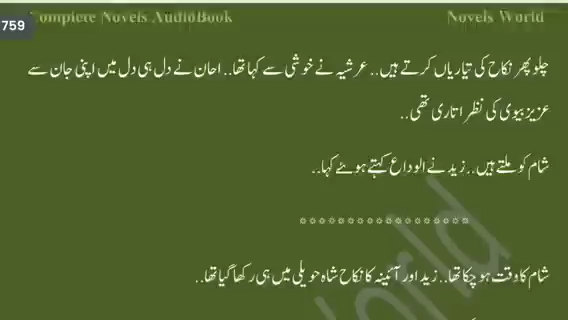 759
Complete Novels AudioBook Novels World
چلو پھر نکاح کی تیاریاں کرتے ہیں.. عرشیہ نے خوشی سے کہا تھا.. احان نے دل ہی دل میں اپنی جان سے
عزیز بیوی کی نظر اتاری تھی..
شام کو ملتے ہیں.. زید نے الوداع کہتے ہوئے کہا..
☼☼☼☼☼☼☼☼☼☼☼☼☼☼☼☼☼☼
شام کا وقت ہو چکا تھا.. زید اور آئینہ کا نکاح شاہ حویلی میں ہی رکھا گیا تھا..